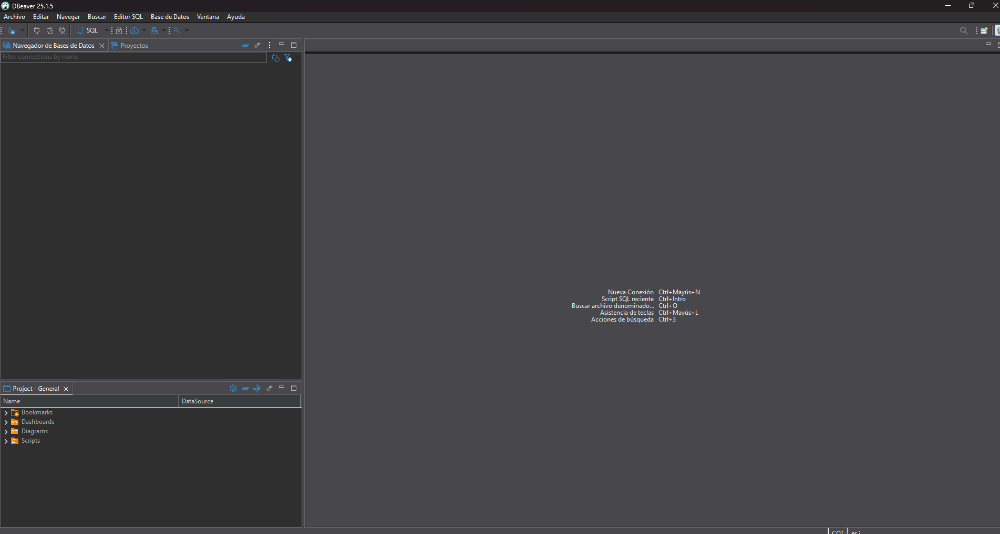 DBeaver 25.1.5
Archivo Editar Navegar Buscar Editor SQL Base de Datos Ventana Ayuda
SQL
Navegador de Bases de Datos Proyectos
Filter connections by name
Nueva Conexión Ctrl+Mayús+N
Script SQL reciente Ctrl+Intro
Buscar archivo denominado... Ctrl+O
Asistencia de teclas Ctrl+Mayús+L
Acciones de búsqueda Ctrl+3
Project - General
Name DataSource
Bookmarks
Dashboards
Diagrams
Scripts
COT